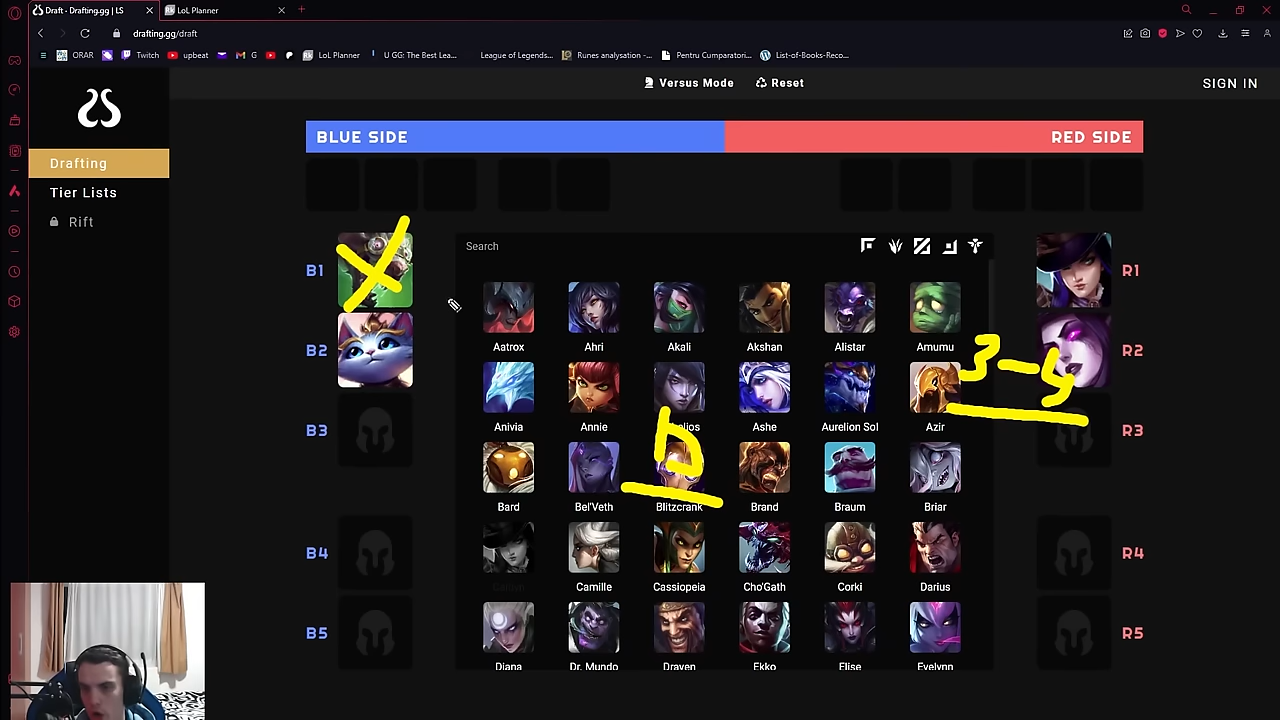 Draft - Drafting.gg | LS
LoL Planner
drafting.gg/draft
ORAR
Twitch
upbeat
G
LoL Planner
U GG: The Best Lea...
League of Legends...
Runes analysation -...
Pentru Cumparatori...
List-of-Books-Reco...
Versus Mode
Reset
SIGN IN
Drafting
Tier Lists
Rift
BLUE SIDE
RED SIDE
Search
B1
R1
Aatrox
Ahri
Akali
Akshan
Alistar
Amumu
B2
R2
3-4
Anivia
Annie
Ashe
Aurelion Sol
Azir
B3
R3
D
Bard
Bel'Veth
Blitzcrank
Brand
Braum
Briar
B4
R4
Camille
Cassiopeia
Cho'Gath
Corki
Darius
B5
R5
Diana
Dr. Mundo
Draven
Ekko
Elise
Evelynn